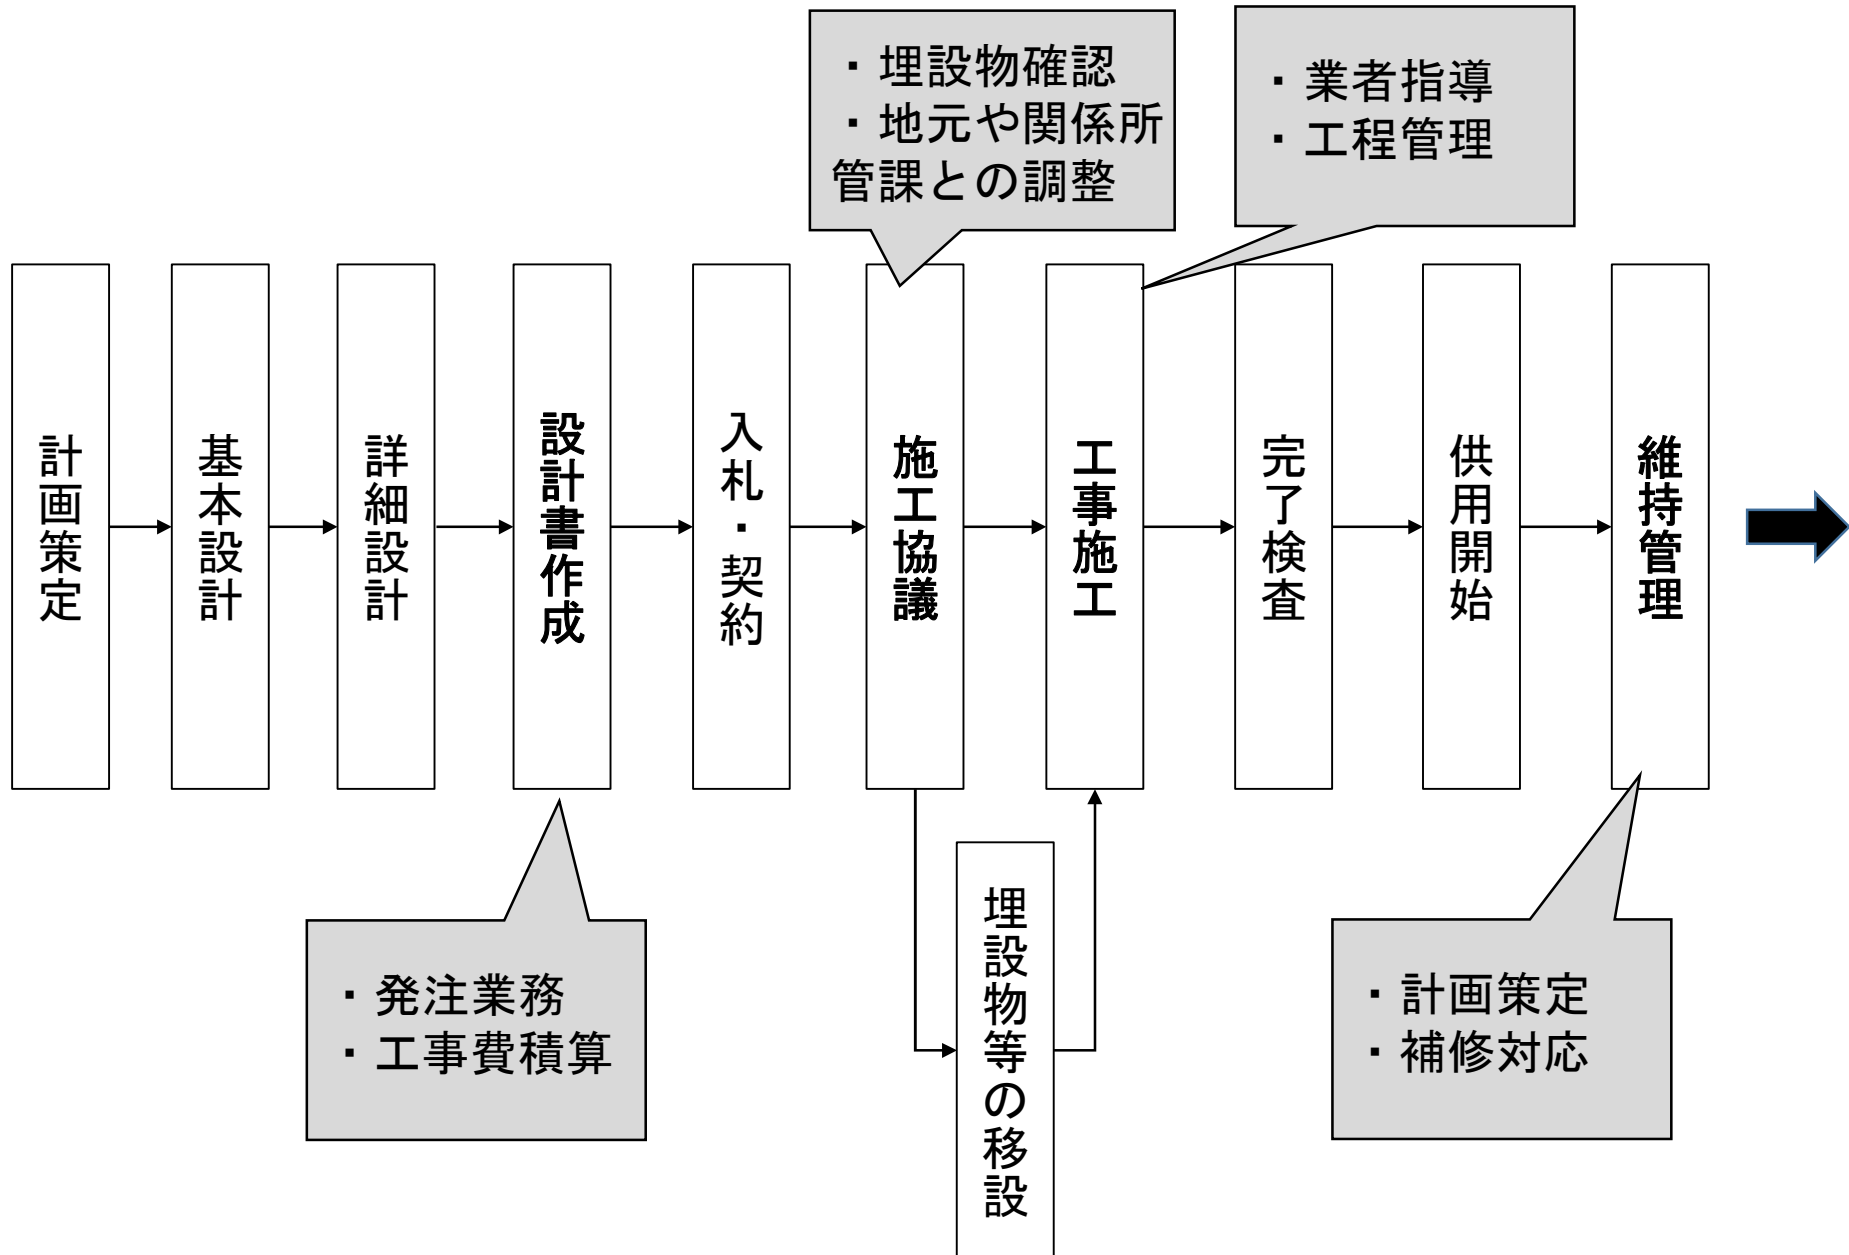 ・埋設物確認
・地元や関係所
管課との調整
・業者指導
・工程管理
計画策定
基本設計
詳細設計
設計書作成
入札・契約
施工協議
工事施工
完了検査
供用開始
維持管理
・発注業務
・工事費積算
埋設物等の移設
・計画策定
・補修対応